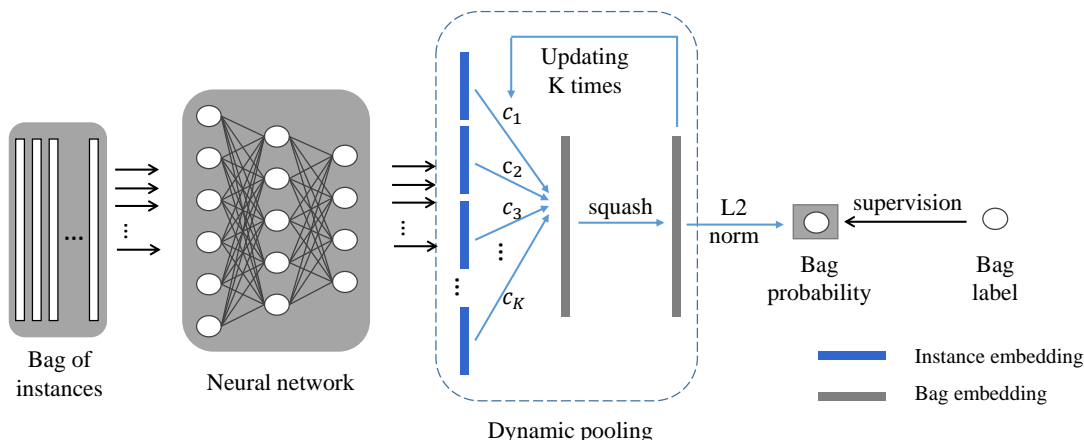 Updating
K times
c1
c2
c3
...
cK
...
squash
L2
norm
supervision
...
...
...
Bag of
instances
Neural network
Dynamic pooling
Bag
probability
Bag
label
Instance embedding
Bag embedding